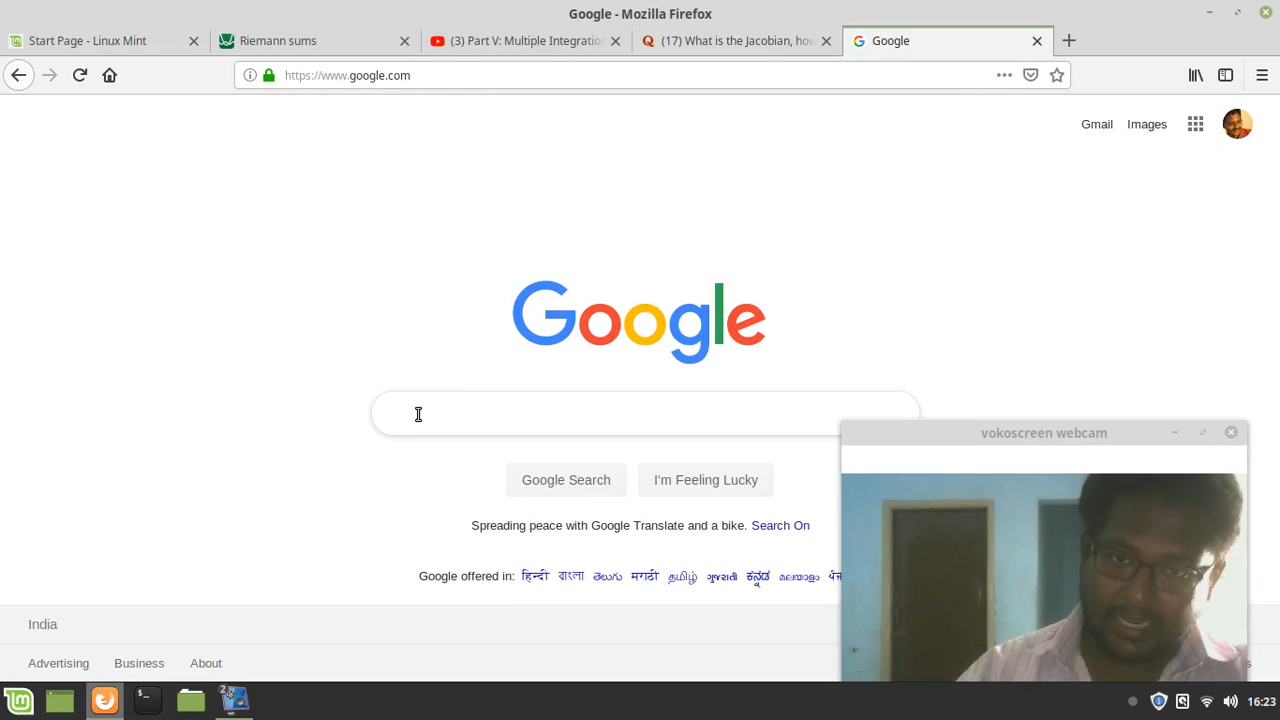 Google - Mozilla Firefox
Start Page - Linux Mint
Riemann sums
(3) Part V: Multiple Integratio
(17) What is the Jacobian, how
Google
https://www.google.com
Gmail Images
Google
Google Search I'm Feeling Lucky
vokoscreen webcam
Spreading peace with Google Translate and a bike. Search On
Google offered in: हिन्दी বাংলা తెలుగు मराठी தமிழ் ગુજરાતી ಕನ್ನಡ മലയാളം
India
Advertising Business About
16:23